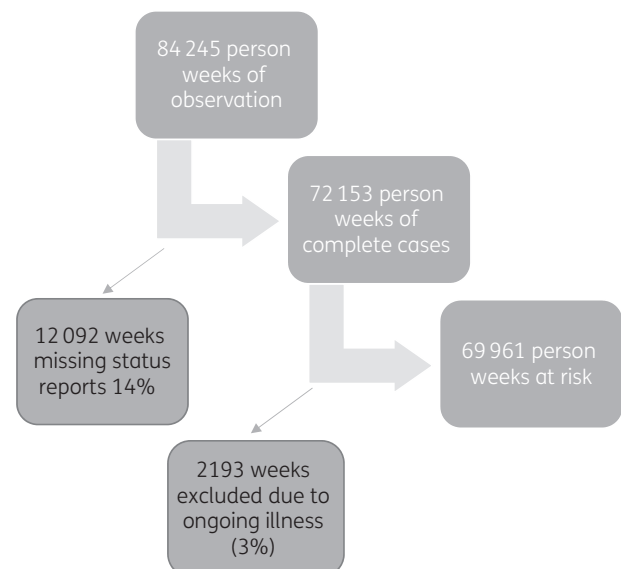 84 245 person
weeks of
observation
72 153 person
weeks of
complete cases
12 092 weeks
missing status
reports 14%
69 961 person
weeks at risk
2193 weeks
excluded due to
ongoing illness
(3%)